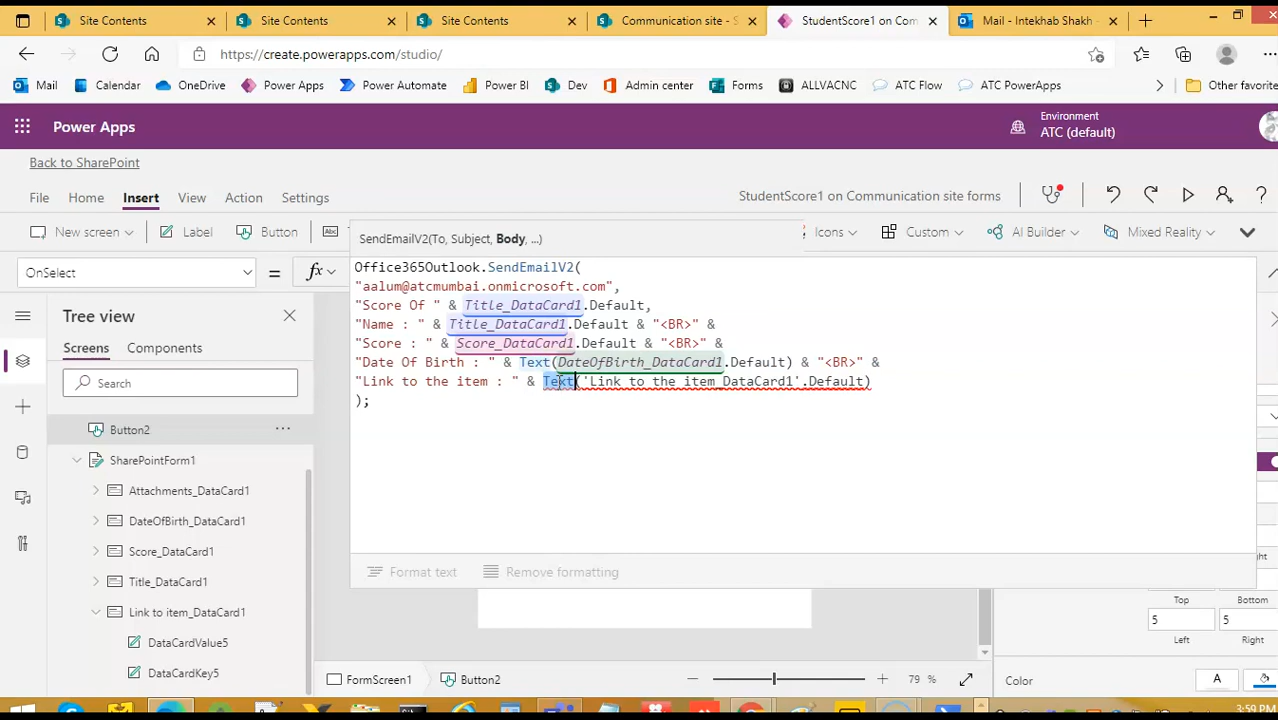 Site Contents
Site Contents
Site Contents
Communication site - S
StudentScore1 on Com
Mail - Intekhab Shakh
https://create.powerapps.com/studio/
Mail
Calendar
OneDrive
Power Apps
Power Automate
Power BI
Dev
Admin center
Forms
ALLVACNC
ATC Flow
ATC PowerApps
Other favorite
Power Apps
Environment
ATC (default)
Back to SharePoint
File
Home
Insert
View
Action
Settings
StudentScore1 on Communication site forms
New screen
Label
Button
SendEmailV2(To, Subject, Body, ...)
Icons
Custom
AI Builder
Mixed Reality
OnSelect
=
fx
Office365Outlook.SendEmailV2(
"aalum@atcmumbai.onmicrosoft.com",
"Score Of " & Title_DataCard1.Default,
"Name : " & Title_DataCard1.Default & "<BR>" &
"Score : " & Score_DataCard1.Default & "<BR>" &
"Date Of Birth : " & Text(DateOfBirth_DataCard1.Default) & "<BR>" &
"Link to the item : " & Text('Link to the item_DataCard1'.Default)
);
Tree view
Screens
Components
Search
Button2
SharePointForm1
Attachments_DataCard1
DateOfBirth_DataCard1
Score_DataCard1
Title_DataCard1
Link to item_DataCard1
DataCardValue5
DataCardKey5
Format text
Remove formatting
Top
Bottom
5
5
Left
Right
FormScreen1
Button2
79 %
Color
A
3:59 PM